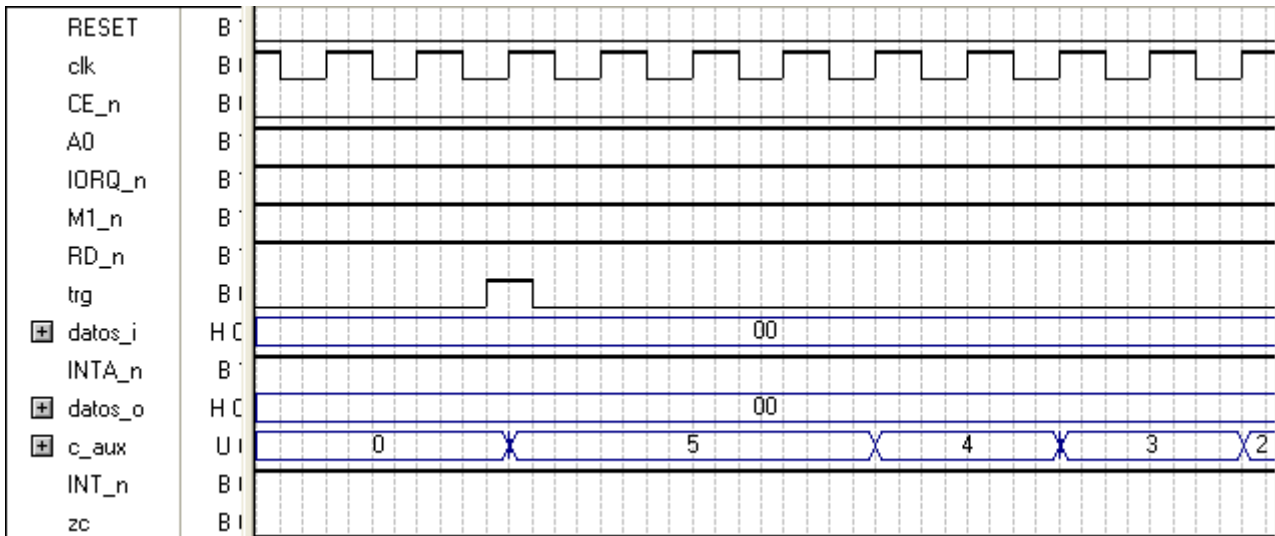 RESET B
clk B
CE_n B
A0 B
IORQ_n B
M1_n B
RD_n B
trg B
datos_i H 00
INTA_n B
datos_o H 00
c_aux U 0 5 4 3 2
INT_n B
zc B